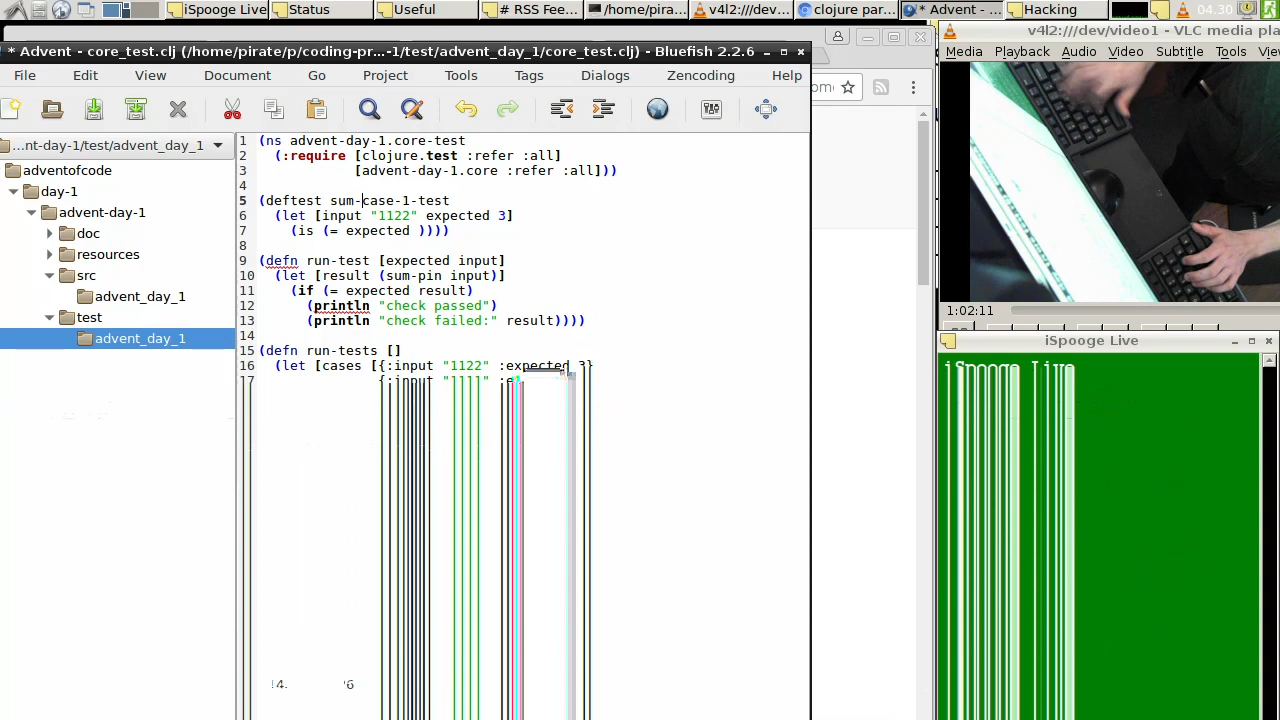 iSpooge Live
Status
Useful
# RSS Fee...
/home/pira...
v4l2:///dev...
clojure par...
* Advent - ...
Hacking
04.30
* Advent - core_test.clj (/home/pirate/p/coding-pr...-1/test/advent_day_1/core_test.clj) - Bluefish 2.2.6
File Edit View Document Go Project Tools Tags Dialogs Zencoding Help
...nt-day-1/test/advent_day_1
adventofcode
day-1
advent-day-1
doc
resources
src
advent_day_1
test
advent_day_1
1 (ns advent-day-1.core-test
2 (:require [clojure.test :refer :all]
3 [advent-day-1.core :refer :all]))
4
5 (deftest sum-case-1-test
6 (let [input "1122" expected 3]
7 (is (= expected ))))
8
9 (defn run-test [expected input]
10 (let [result (sum-pin input)]
11 (if (= expected result)
12 (println "check passed")
13 (println "check failed:" result))))
14
15 (defn run-tests []
16 (let [cases [{:input "1122" :expected 3}
17 {:input "1111"
v4l2:///dev/video1 - VLC media pla
Media Playback Audio Video Subtitle Tools
1:02:11
iSpooge Live
iSpooge Live